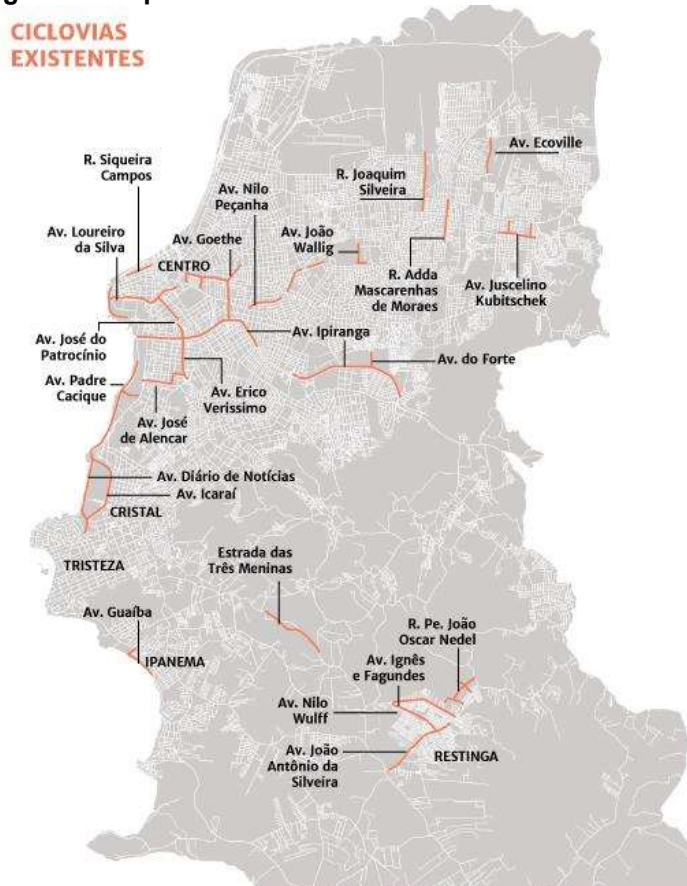 CICLOVIAS
EXISTENTES
Av. Ecoville
R. Siqueira
Campos
R. Joaquim
Silveira
Av. Nilo
Peçanha
Av. Loureiro
da Silva
Av. Goethe
Av. João
Wallig
CENTRO
R. Adda
Mascarenhas
de Moraes
Av. Juscelino
Kubitschek
Av. José do
Patrocínio
Av. Ipiranga
Av. do Forte
Av. Padre
Cacique
Av. Erico
Verissimo
Av. José
de Alencar
Av. Diário de Notícias
Av. Icaraí
CRISTAL
TRISTEZA
Estrada das
Três Meninas
Av. Guaíba
R. Pe. João
Oscar Nedel
IPANEMA
Av. Ignês
e Fagundes
Av. Nilo
Wulff
Av. João
Antônio da
Silveira
RESTINGA